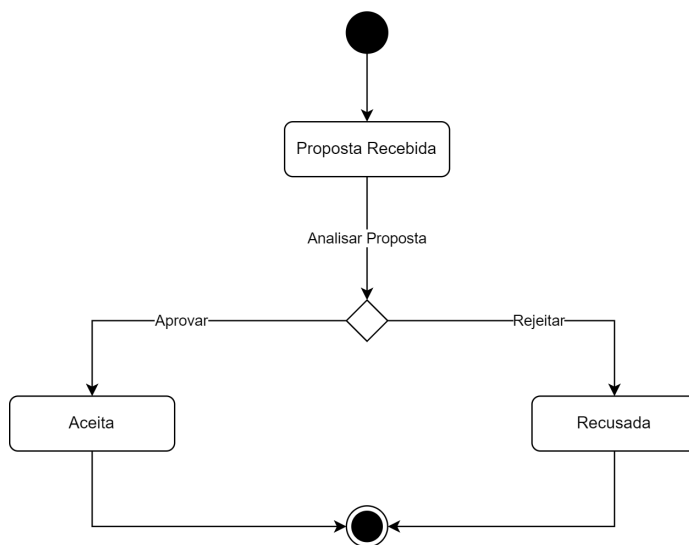 Proposta Recebida
Analisar Proposta
Aprovar
Rejeitar
Aceita
Recusada